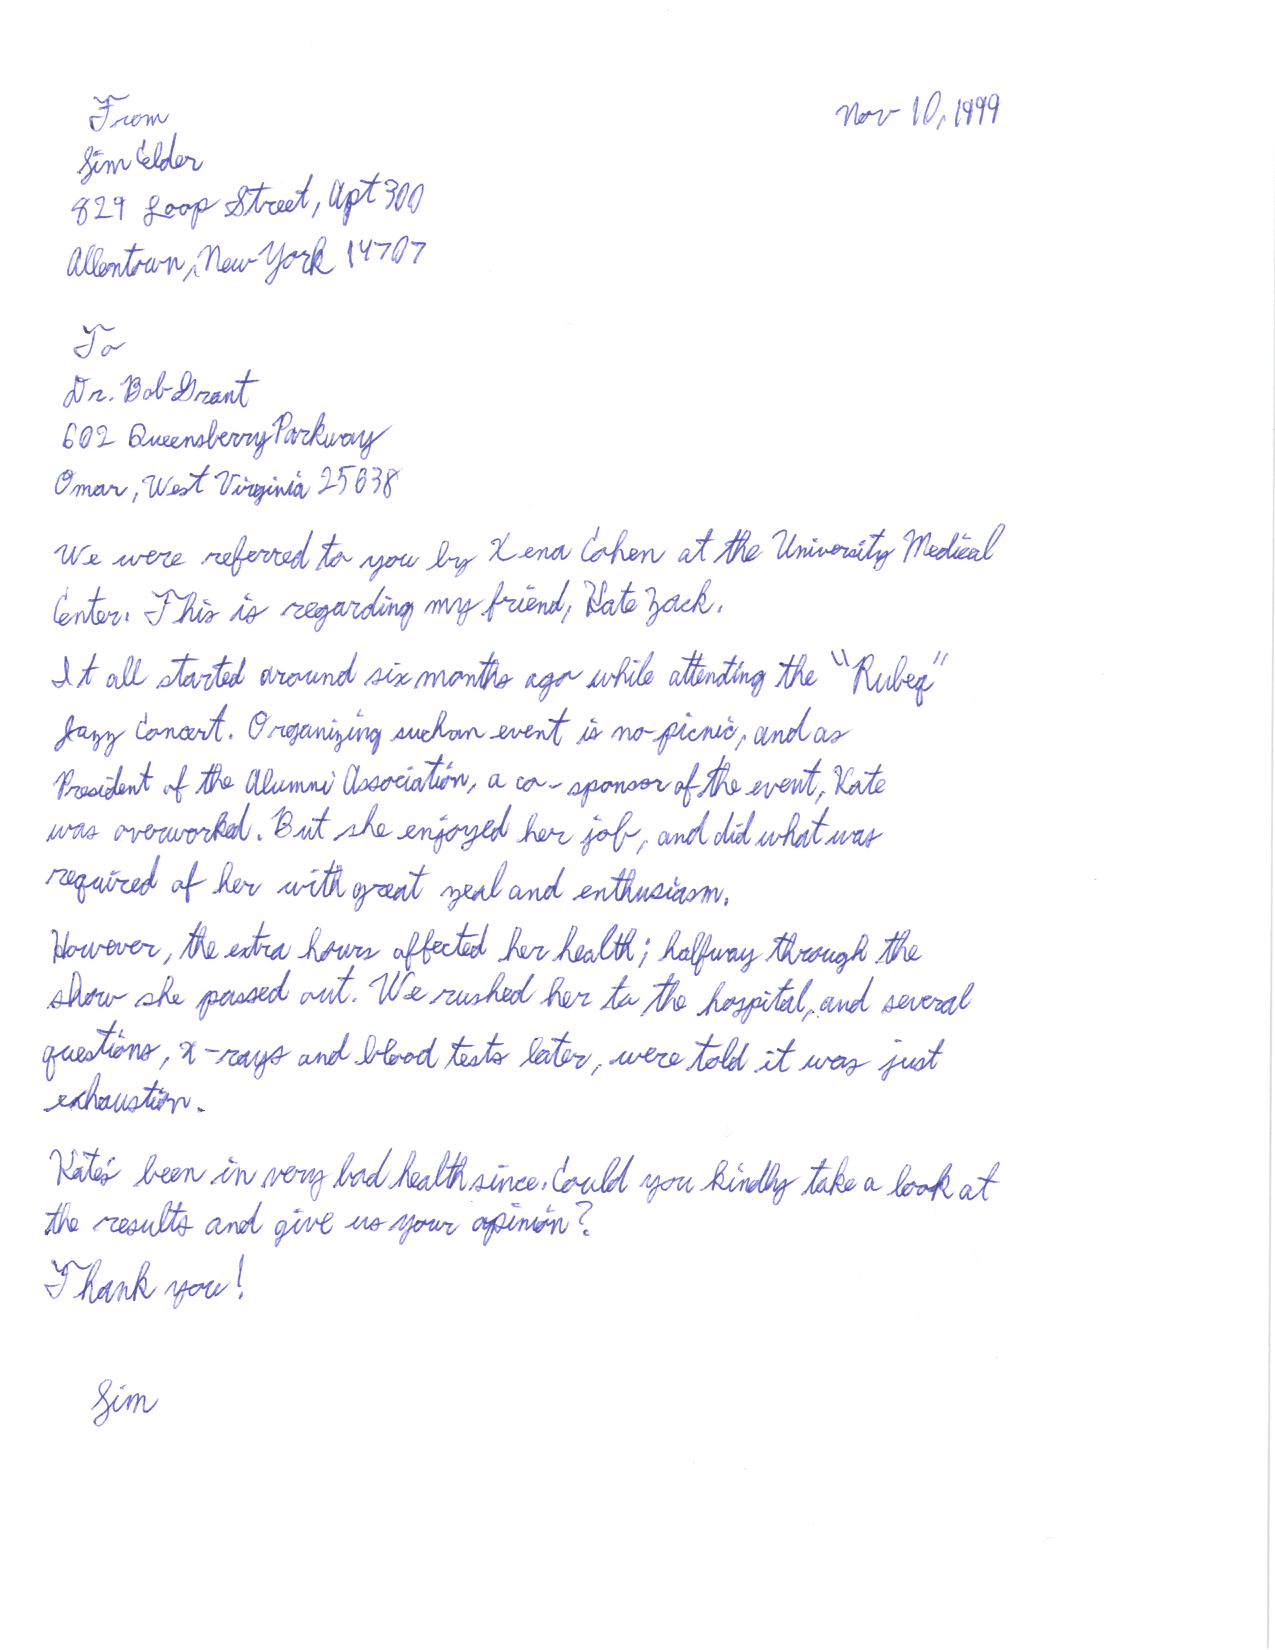 Nov 10, 1999
From
Jim Elder
829 Loop Street, Apt 300
Allentown, New York 14707
To
Dr. Bob Grant
602 Queensberry Parkway
Omar, West Virginia 25638
We were referred to you by Xena Cohen at the University Medical
Center. This is regarding my friend, Kate Zack.
It all started around six months ago while attending the "Rubeq"
Jazz Concert. Organizing such an event is no picnic, and as
President of the Alumni Association, a co-sponsor of the event, Kate
was overworked. But she enjoyed her job, and did what was
required of her with great zeal and enthusiasm.
However, the extra hours affected her health; halfway through the
show she passed out. We rushed her to the hospital, and several
questions, x-rays and blood tests later, were told it was just
exhaustion.
Kate's been in very bad health since. Could you kindly take a look at
the results and give us your opinion?
Thank you!
Jim